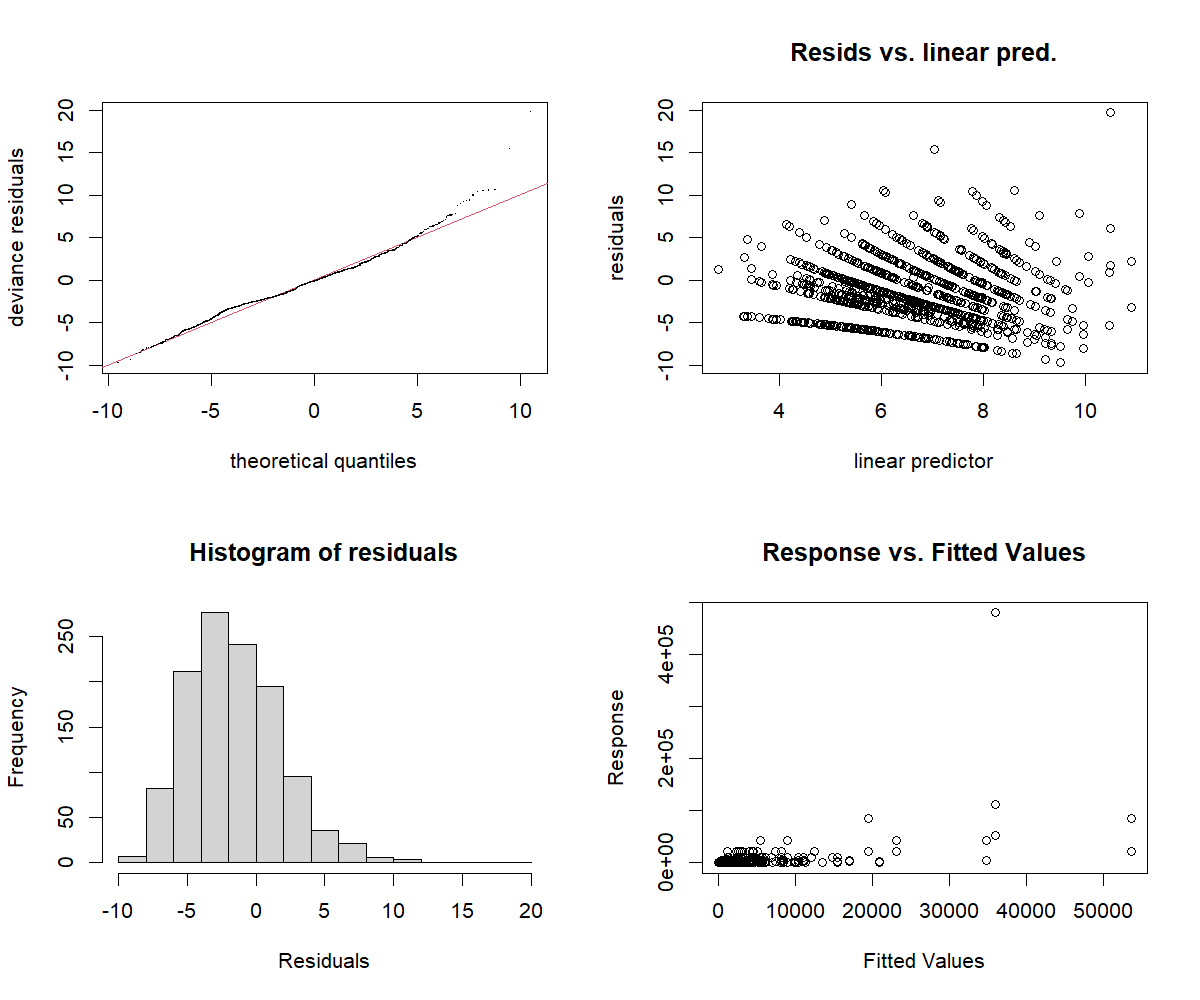 deviance residuals
20
15
10
5
0
-5
-10
-10 -5 0 5 10
theoretical quantiles
Resids vs. linear pred.
residuals
20
15
10
5
0
-5
-10
4 6 8 10
linear predictor
Histogram of residuals
Frequency
250
150
50
0
-10 -5 0 5 10 15 20
Residuals
Response vs. Fitted Values
Response
4e+05
2e+05
0e+00
0 10000 20000 30000 40000 50000
Fitted Values